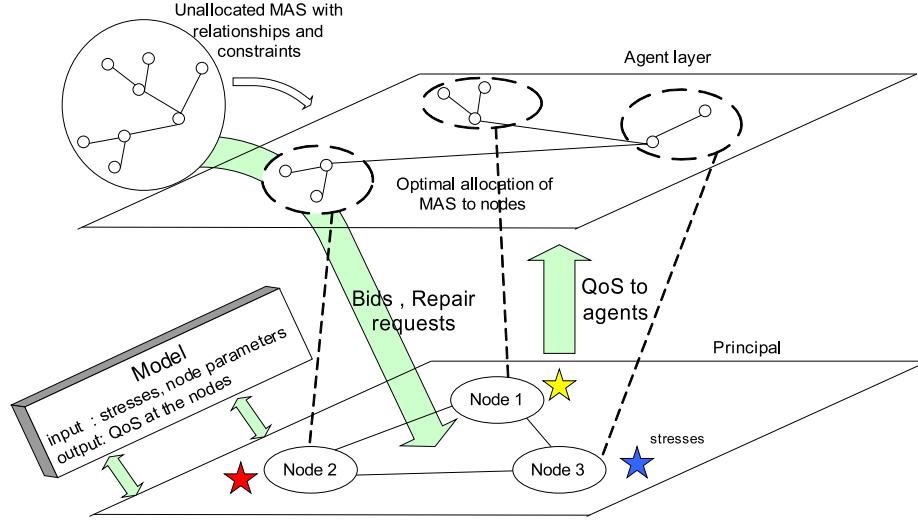 Unallocated MAS with
relationships and
constraints
Agent layer
Optimal allocation of
MAS to nodes
Bids , Repair
requests
QoS to
agents
Model
input : stresses, node parameters
output: QoS at the nodes
Principal
Node 1
Node 2
Node 3
stresses